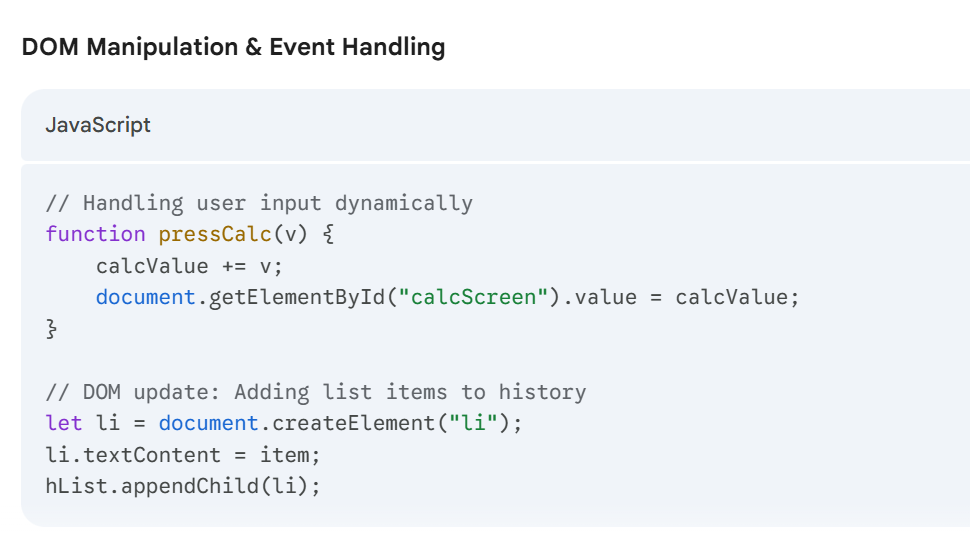 DOM Manipulation & Event Handling
JavaScript
// Handling user input dynamically
function pressCalc(v) {
    calcValue += v;
    document.getElementById("calcScreen").value = calcValue;
}
// DOM update: Adding list items to history
let li = document.createElement("li");
li.textContent = item;
hList.appendChild(li);